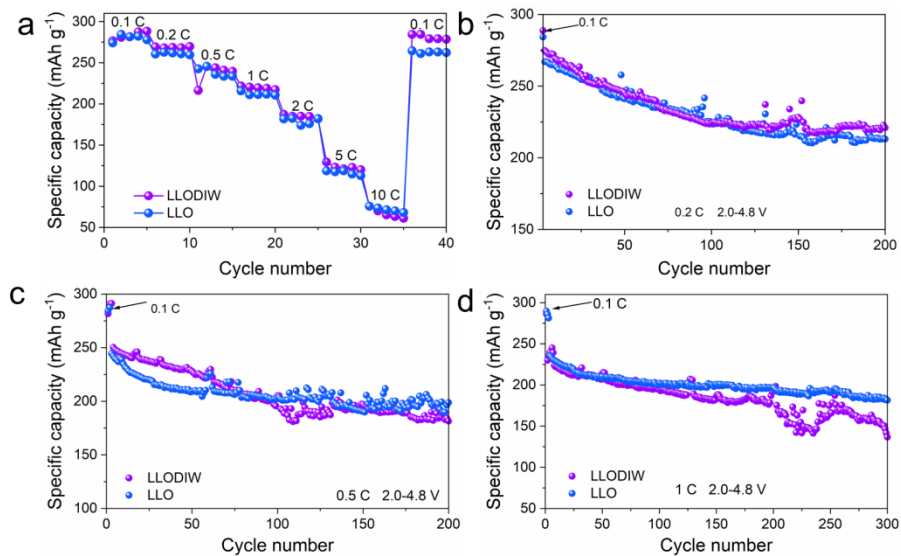 a
Specific capacity (mAh g⁻¹)
300
250
200
150
100
50
0.1 C
0.2 C
0.5 C
1 C
2 C
5 C
10 C
0.1 C
LLODIW
LLO
0 10 20 30 40
Cycle number
b
Specific capacity (mAh g⁻¹)
300
250
200
150
0.1 C
LLODIW
LLO
0.2 C 2.0-4.8 V
50 100 150 200
Cycle number
c
Specific capacity (mAh g⁻¹)
300
250
200
150
100
0.1 C
LLODIW
LLO
0.5 C 2.0-4.8 V
0 50 100 150 200
Cycle number
d
Specific capacity (mAh g⁻¹)
300
250
200
150
100
50
0
0.1 C
LLODIW
LLO
1 C 2.0-4.8 V
0 50 100 150 200 250 300
Cycle number